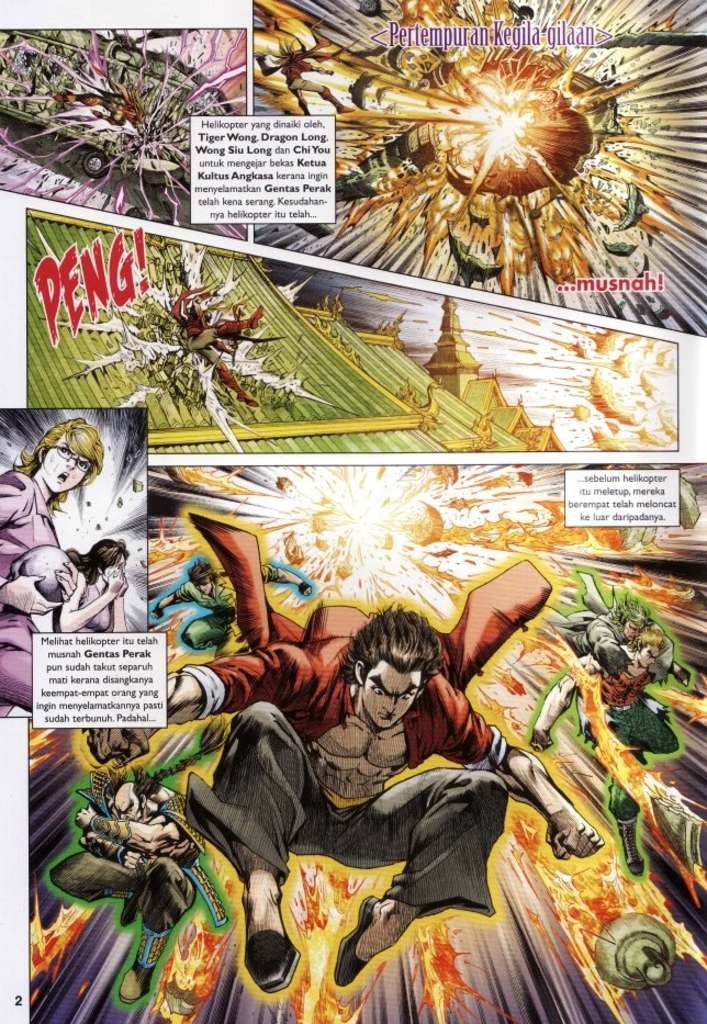 <Pertempuran Kegila-gilaan>
Helikopter yang dinaiki oleh,
Tiger Wong, Dragon Long,
Wong Siu Long dan Chi You
untuk mengejar bekas Ketua
Kultus Angkasa kerana ingin
menyelamatkan Gentas Perak
telah kena serang. Kesudahan-
nya helikopter itu telah...
...musnah!
PENG!
...sebelum helikopter
itu meletup, mereka
berempat telah meloncat
ke luar daripadanya.
Melihat helikopter itu telah
musnah Gentas Perak
pun sudah takut separuh
mati kerana disangkanya
keempat-empat orang yang
ingin menyelamatnya pasti
sudah terbunuh. Padahal...
2